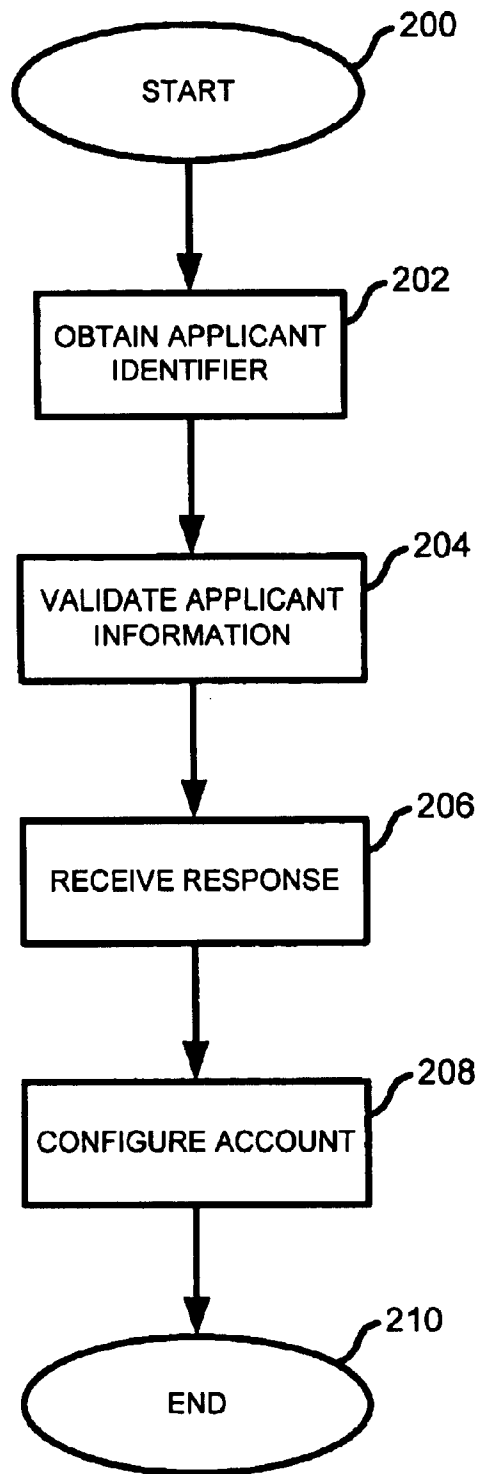 200
START
202
OBTAIN APPLICANT
IDENTIFIER
204
VALIDATE APPLICANT
INFORMATION
206
RECEIVE RESPONSE
208
CONFIGURE ACCOUNT
210
END